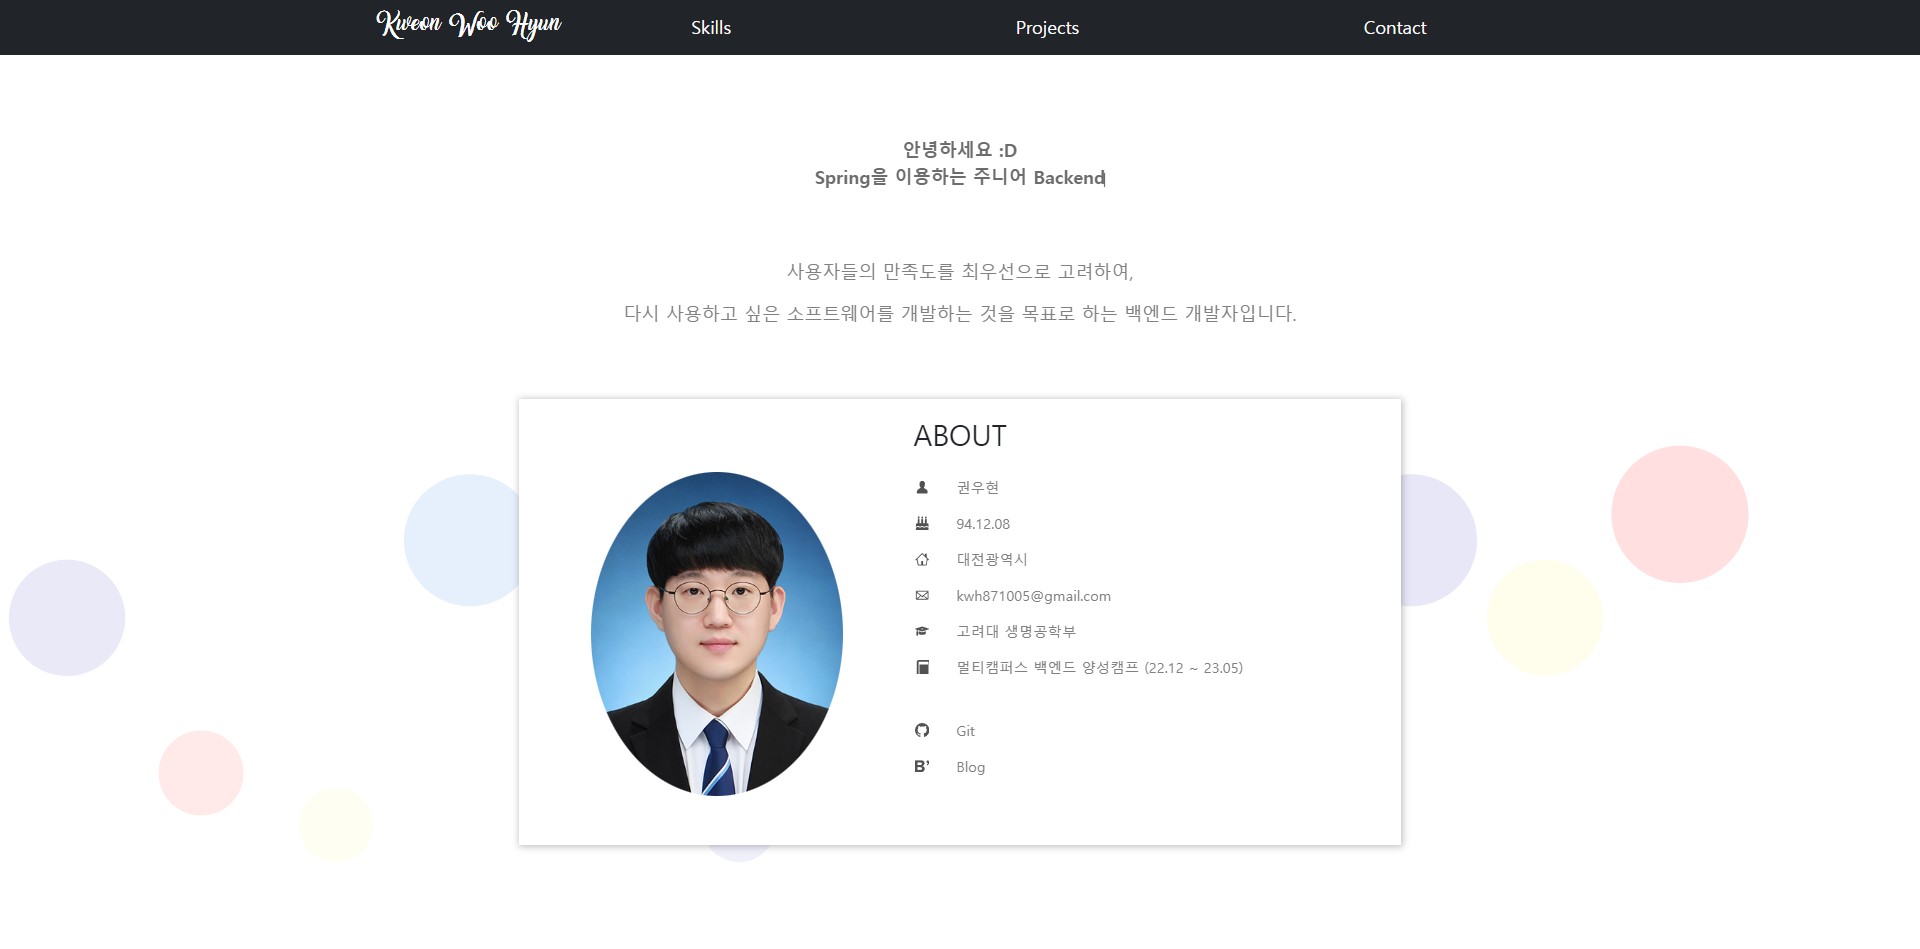 Kweon Woo Hyun
Skills
Projects
Contact
안녕하세요 :D
Spring을 이용하는 주니어 Backend
사용자들의 만족도를 최우선으로 고려하여,
다시 사용하고 싶은 소프트웨어를 개발하는 것을 목표로 하는 백엔드 개발자입니다.
ABOUT
권우현
94.12.08
대전광역시
kwh871005@gmail.com
고려대 생명공학부
멀티캠퍼스 백엔드 양성캠프 (22.12 ~ 23.05)
Git
Blog